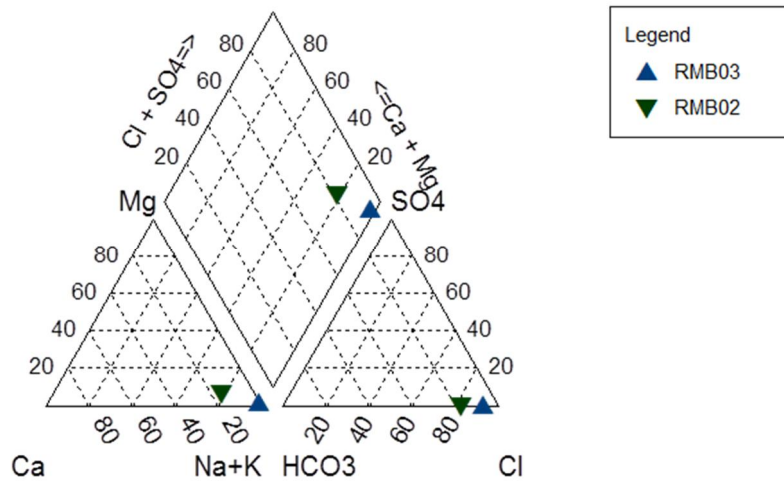 Legend
RMB03
RMB02
Cl + SO4=>
<=Ca + Mg
80 80
60 60
40 40
20 20
Mg SO4
80 80
60 60
40 40
20 20
80 60 40 20 20 40 60 80
Ca Na+K HCO3 Cl